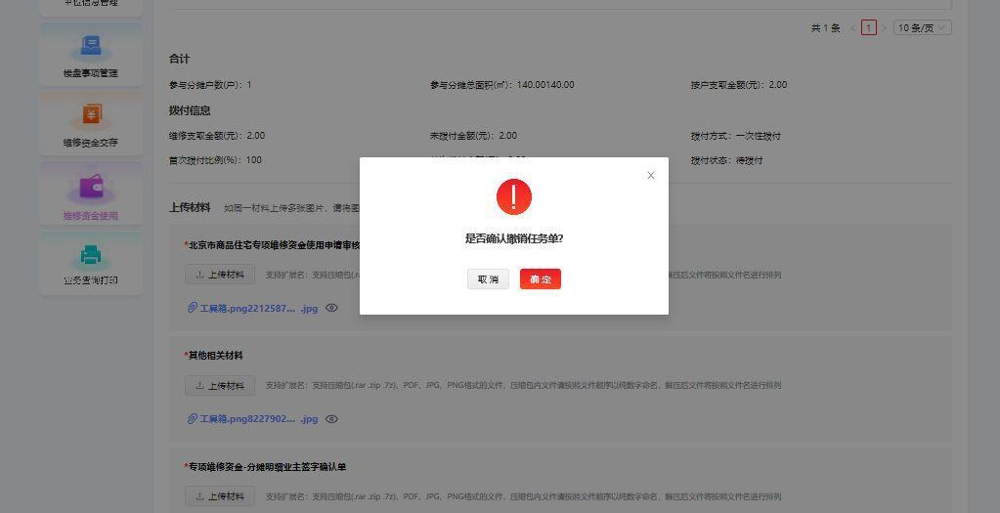 单位信息管理
楼盘事项管理
维修资金交存
维修资金使用
业务查询打印
共 1 条
1
10 条/页
合计
参与分摊户数(户): 1
参与分摊总面积(㎡): 140.00140.00
按户支取金额(元): 2.00
拨付信息
维修支取金额(元): 2.00
未拨付金额(元): 2.00
拨付方式: 一次性拨付
首次拨付比例(%): 100
拨付状态: 待拨付
上传材料
如同一材料上传多张图片，请将图
是否确认撤销任务单?
取 消
确 定
*北京市商品住宅专项维修资金使用申请审核
上传材料
支持扩展名：支持压缩包(.rar
解压后文件将按照文件名进行排列
工具箱.png2212587... .jpg
*其他相关材料
上传材料
支持扩展名：支持压缩包(.rar .zip .7z)、PDF、JPG、PNG格式的文件，压缩包内文件请按照文件顺序以纯数字命名，解压后文件将按照文件名进行排列
工具箱.png8227902... .jpg
*专项维修资金-分摊明细业主签字确认单
上传材料
支持扩展名：支持压缩包(.rar .zip .7z)、PDF、JPG、PNG格式的文件，压缩包内文件请按照文件顺序以纯数字命名，解压后文件将按照文件名进行排列